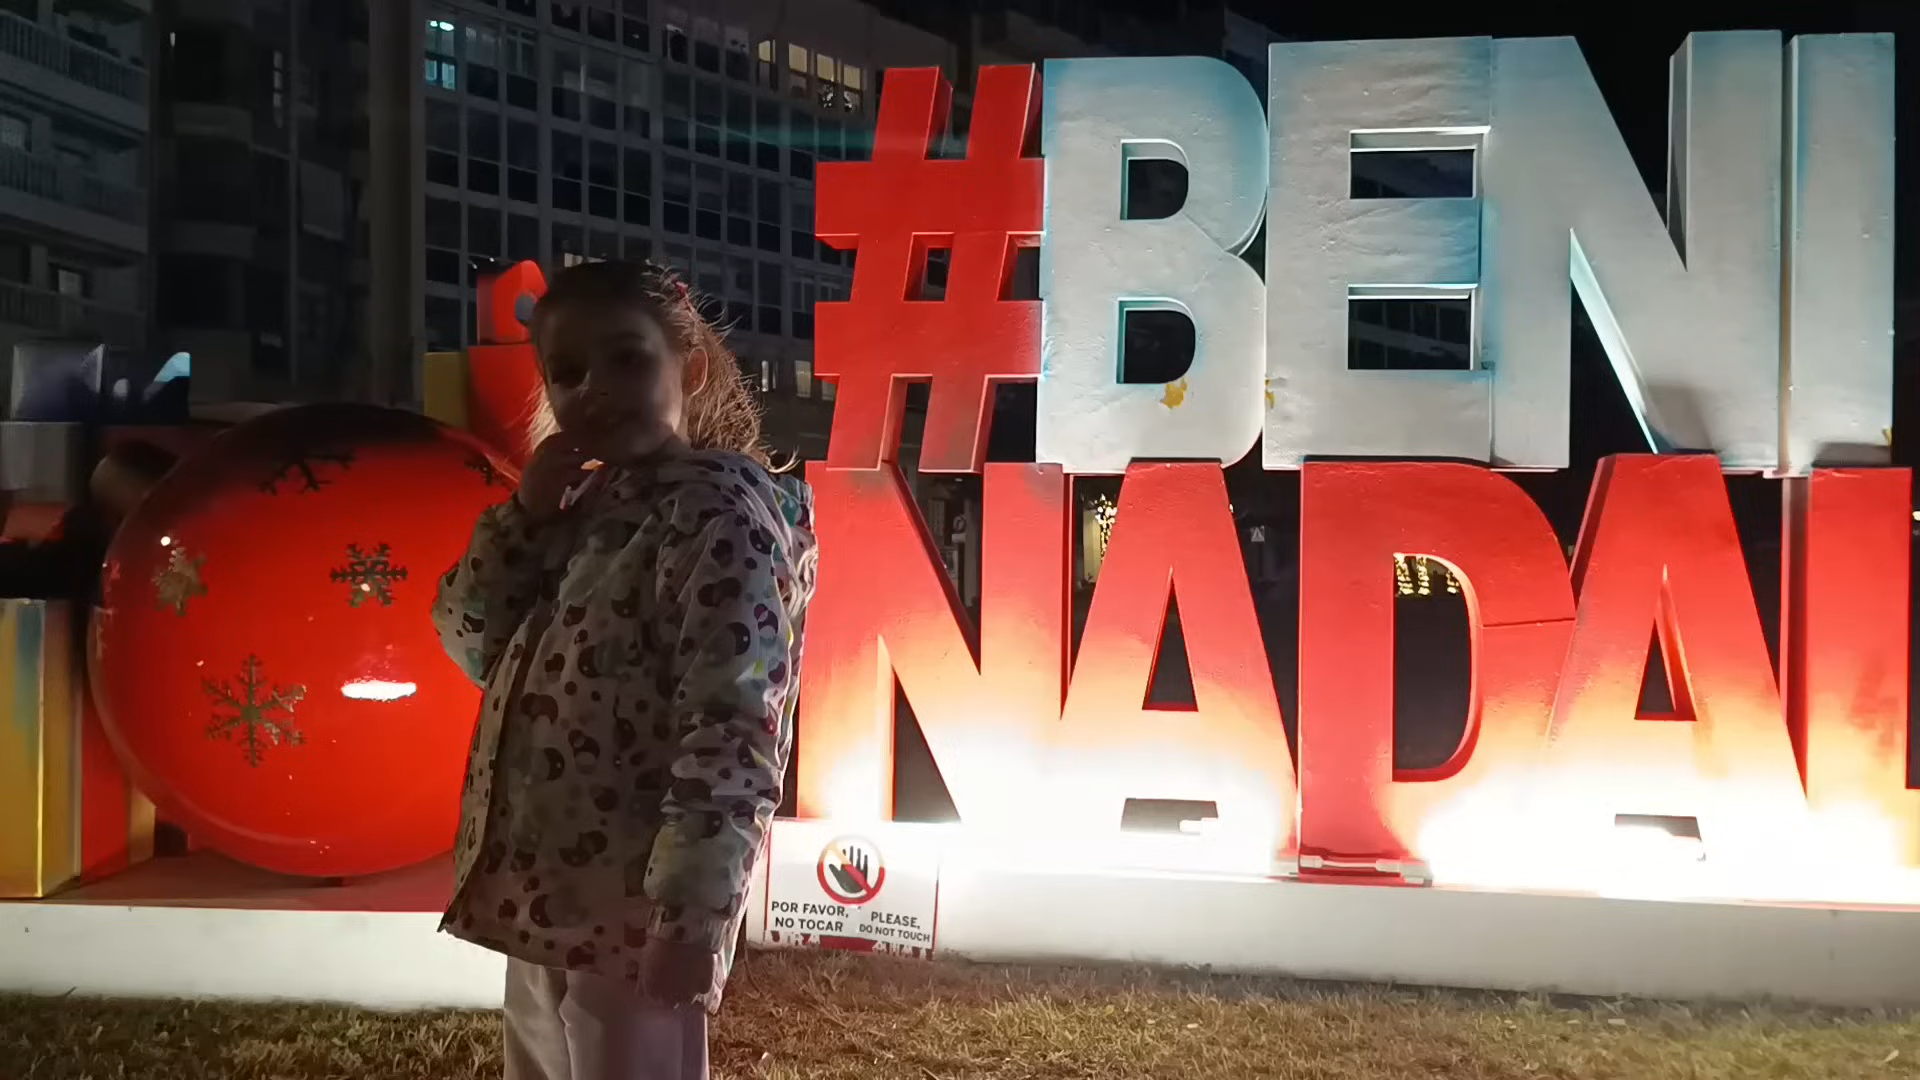 #BENI
NADAL
POR FAVOR,
NO TOCAR
PLEASE,
DO NOT TOUCH